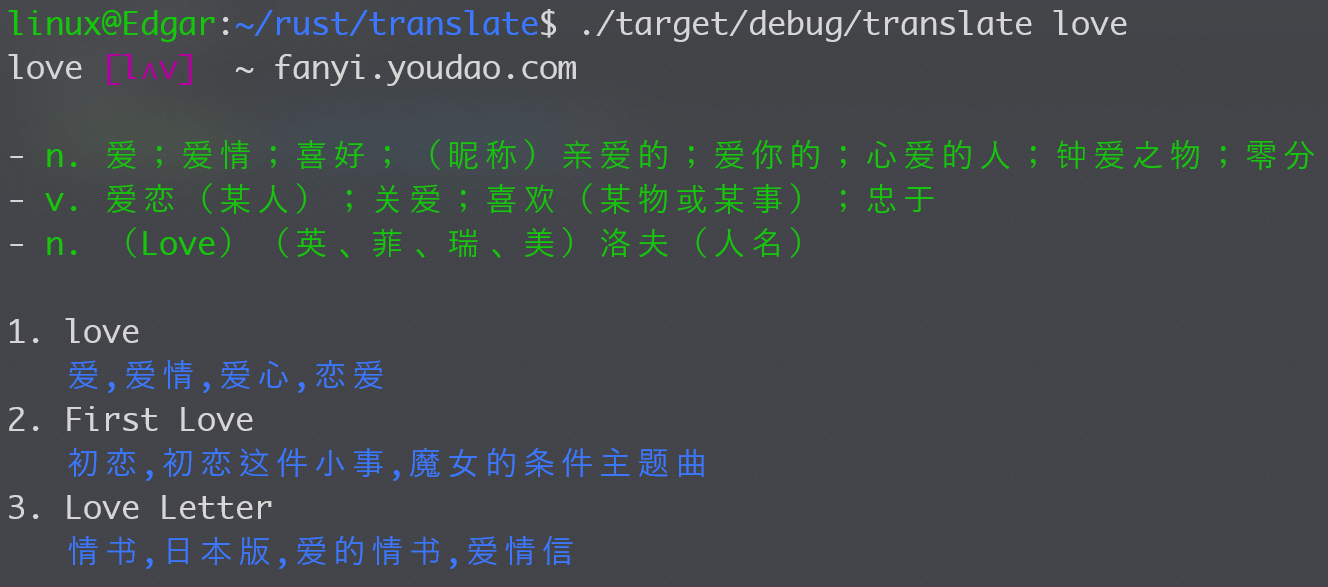 linux@Edgar:~/rust/translate$ ./target/debug/translate love
love [lʌv]  ~ fanyi.youdao.com
- n. 爱；爱情；喜好；（昵称）亲爱的；爱你的；心爱的人；钟爱之物；零分
- v. 爱恋（某人）；关爱；喜欢（某物或某事）；忠于
- n. （Love）（英、菲、瑞、美）洛夫（人名）
1. love
爱,爱情,爱心,恋爱
2. First Love
初恋,初恋这件小事,魔女的条件主题曲
3. Love Letter
情书,日本版,爱的情书,爱情信